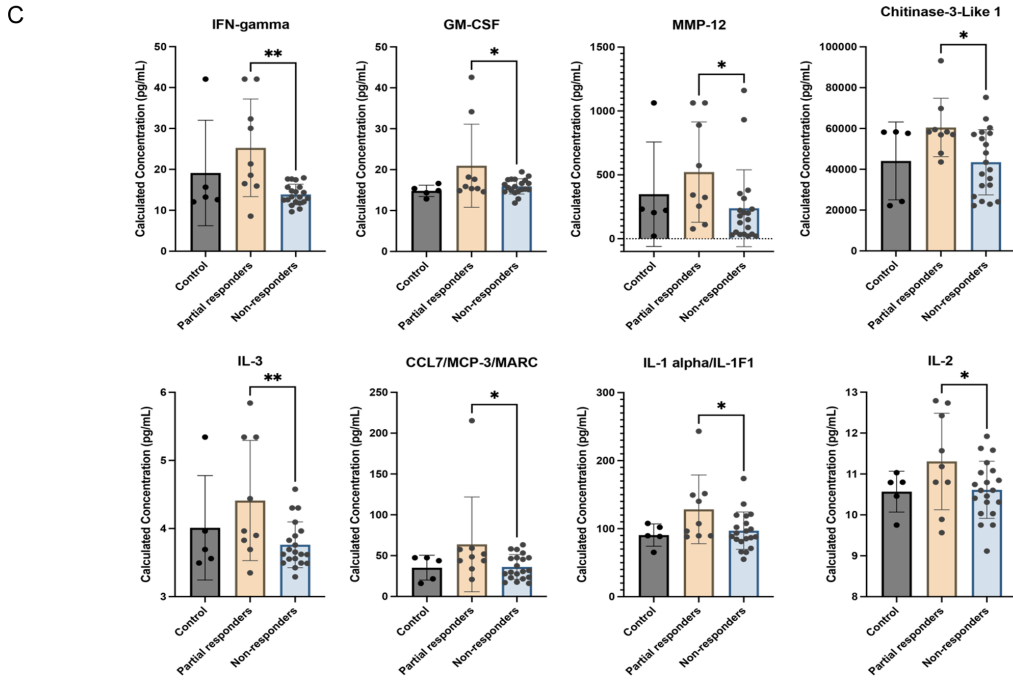 C
IFN-gamma
Calculated Concentration (pg/mL)
50
40
30
20
10
0
**
Control
Partial responders
Non-responders
GM-CSF
Calculated Concentration (pg/mL)
50
40
30
20
10
0
*
Control
Partial responders
Non-responders
MMP-12
Calculated Concentration (pg/mL)
1500
1000
500
0
*
Control
Partial responders
Non-responders
Chitinase-3-Like 1
Calculated Concentration (pg/mL)
100000
80000
60000
40000
20000
0
*
Control
Partial responders
Non-responders
IL-3
Calculated Concentration (pg/mL)
6
5
4
3
**
Control
Partial responders
Non-responders
CCL7/MCP-3/MARC
Calculated Concentration (pg/mL)
250
200
150
100
50
0
*
Control
Partial responders
Non-responders
IL-1 alpha/IL-1F1
Calculated Concentration (pg/mL)
300
200
100
0
*
Control
Partial responders
Non-responders
IL-2
Calculated Concentration (pg/mL)
13
12
11
10
9
8
*
Control
Partial responders
Non-responders